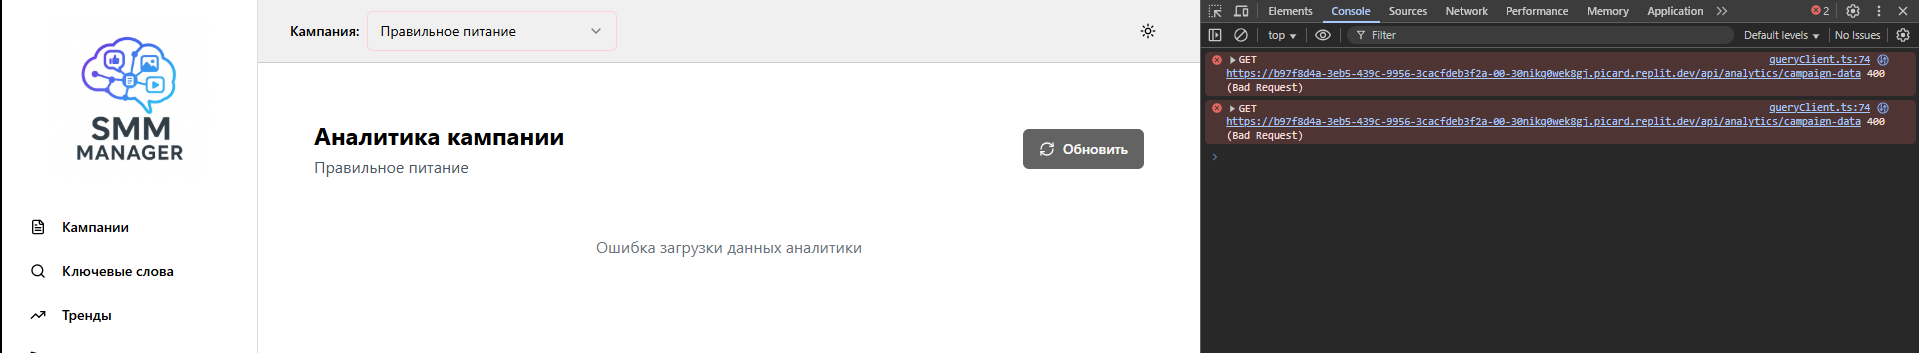 SMM
MANAGER
Кампании
Ключевые слова
Тренды
Кампания: Правильное питание
Аналитика кампании
Правильное питание
Обновить
Ошибка загрузки данных аналитики
Elements Console Sources Network Performance Memory Application 2
top Filter Default levels No Issues
GET queryClient.ts:74
https://b97f8d4a-3eb5-439c-9956-3cacfdeb3f2a-00-30nikq0wek8gj.picard.replit.dev/api/analytics/campaign-data 400
(Bad Request)
GET queryClient.ts:74
https://b97f8d4a-3eb5-439c-9956-3cacfdeb3f2a-00-30nikq0wek8gj.picard.replit.dev/api/analytics/campaign-data 400
(Bad Request)